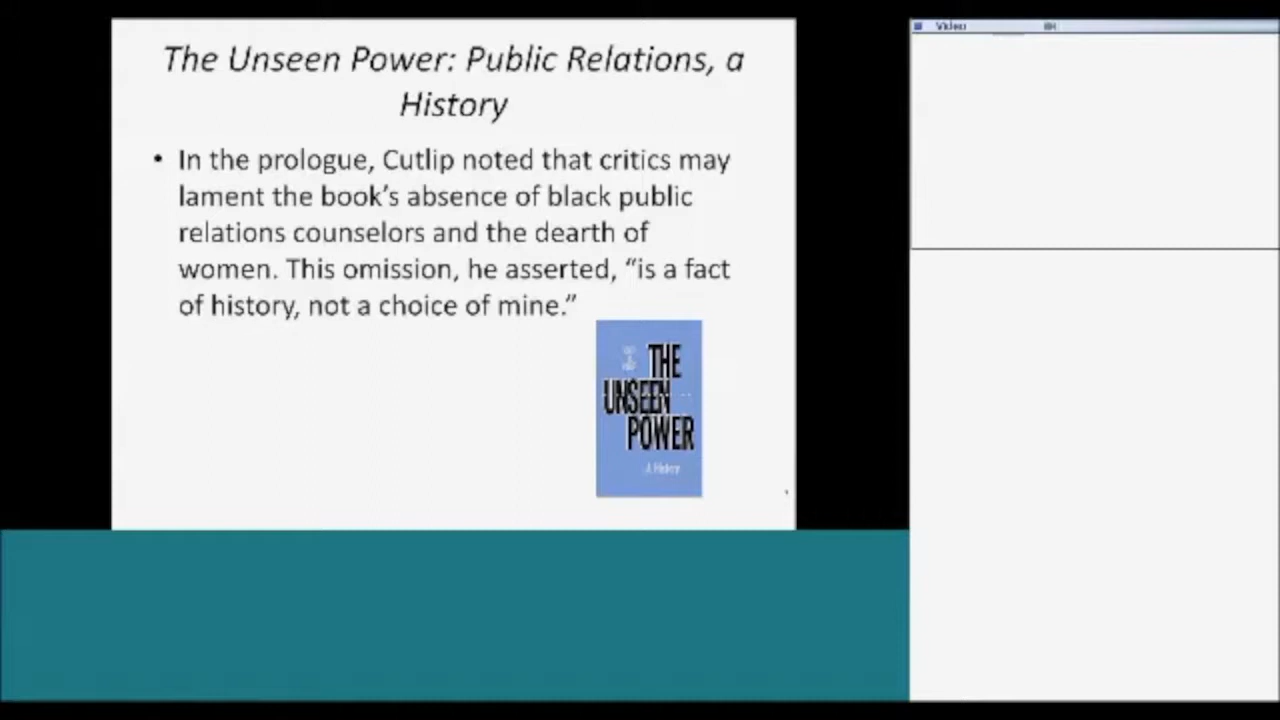 The Unseen Power: Public Relations, a
History
• In the prologue, Cutlip noted that critics may
lament the book’s absence of black public
relations counselors and the dearth of
women. This omission, he asserted, “is a fact
of history, not a choice of mine.”
THE
UNSEEN
POWER
A History
Video